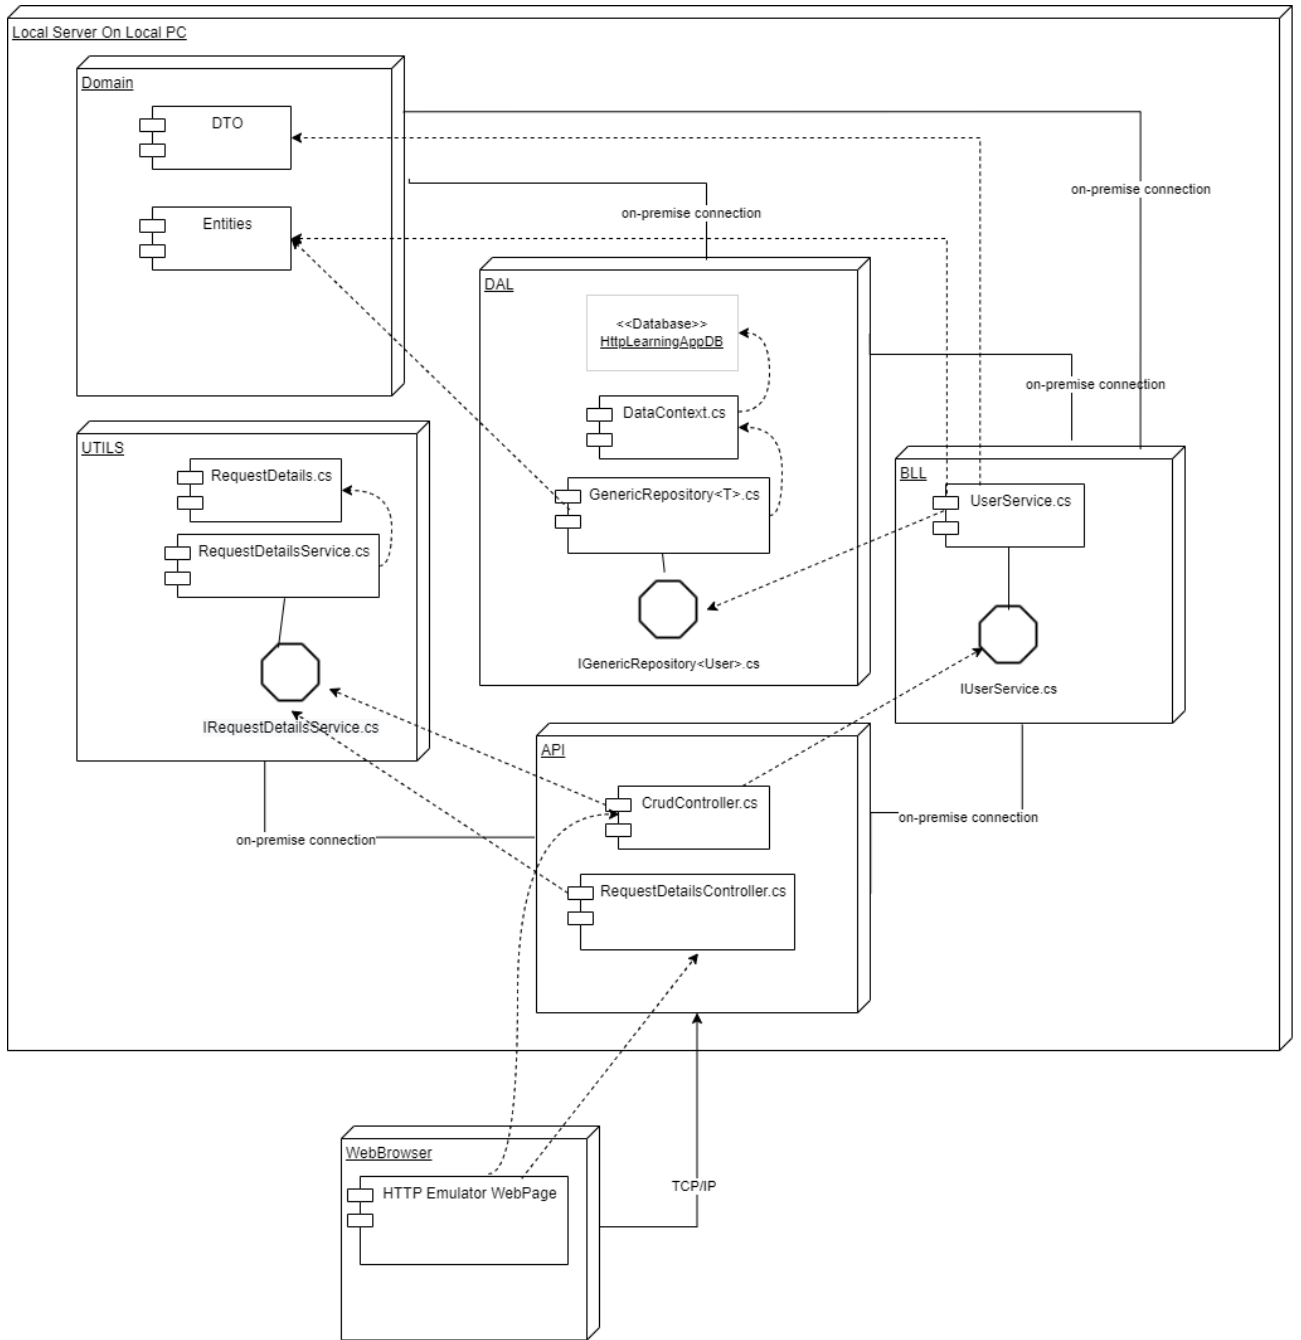 Local Server On Local PC
Domain
DTO
Entities
on-premise connection
on-premise connection
DAL
<<Database>>
HttpLearningAppDB
DataContext.cs
GenericRepository<T>.cs
IGenericRepository<User>.cs
on-premise connection
UTILS
RequestDetails.cs
RequestDetailsService.cs
IRequestDetailsService.cs
BLL
UserService.cs
IUserService.cs
API
CrudController.cs
RequestDetailsController.cs
on-premise connection
on-premise connection
WebBrowser
HTTP Emulator WebPage
TCP/IP